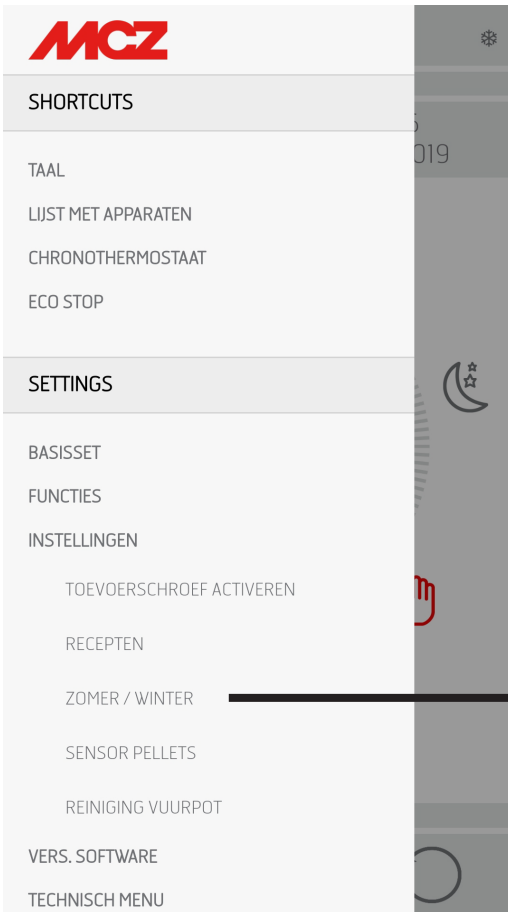 MCZ
SHORTCUTS
TAAL
LIJST MET APPARATEN
CHRONOTHERMOSTAAT
ECO STOP
019
SETTINGS
BASISSET
FUNCTIES
INSTELLINGEN
TOEVOERSCHROEF ACTIVEREN
RECEPTEN
ZOMER / WINTER
SENSOR PELLETS
REINIGING VUURPOT
VERS. SOFTWARE
TECHNISCH MENU